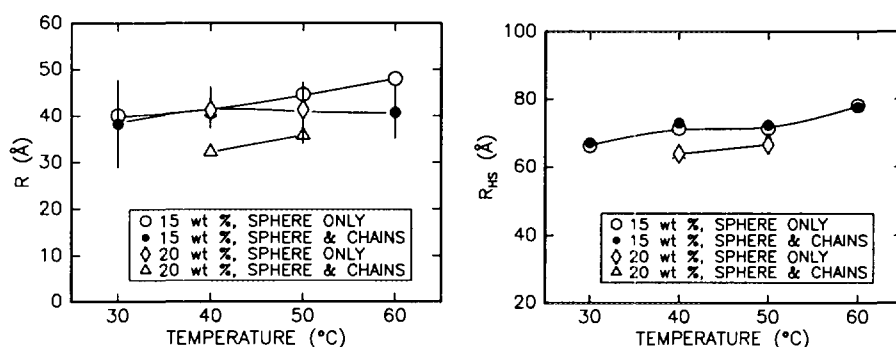 60
50
40
30
20
10
0
R (Å)
○ 15 wt %, SPHERE ONLY
● 15 wt %, SPHERE & CHAINS
◇ 20 wt %, SPHERE ONLY
△ 20 wt %, SPHERE & CHAINS
30 40 50 60
TEMPERATURE (°C)
100
80
60
40
20
R_HS (Å)
○ 15 wt %, SPHERE ONLY
● 15 wt %, SPHERE & CHAINS
◇ 20 wt %, SPHERE ONLY
△ 20 wt %, SPHERE & CHAINS
30 40 50 60
TEMPERATURE (°C)